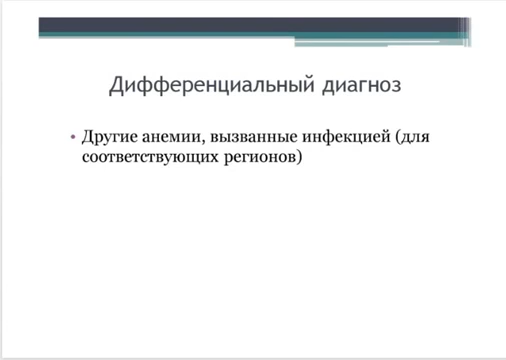 Дифференциальный диагноз
• Другие анемии, вызванные инфекцией (для
соответствующих регионов)